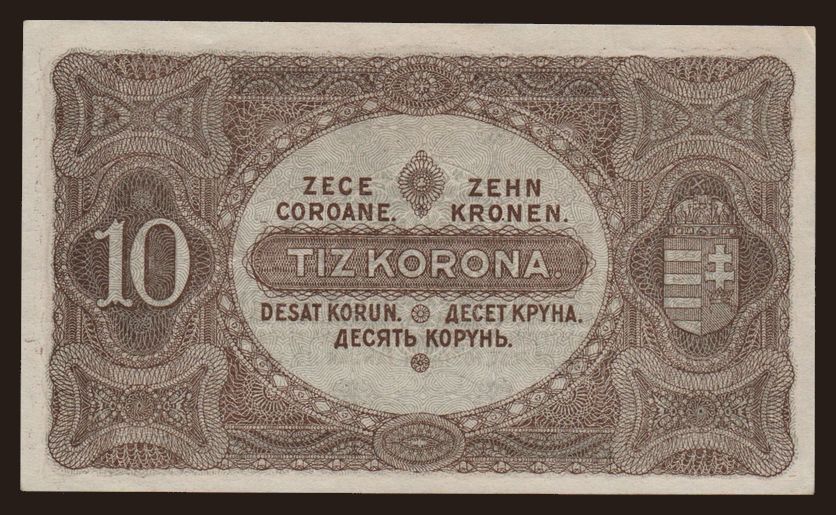 ZECE
COROANE.
ZEHN
KRONEN.
10
TIZ KORONA.
DESAT KORUN.
ДЕСЕТ КРУНА.
ДЕСЯТЬ КОРУНЬ.